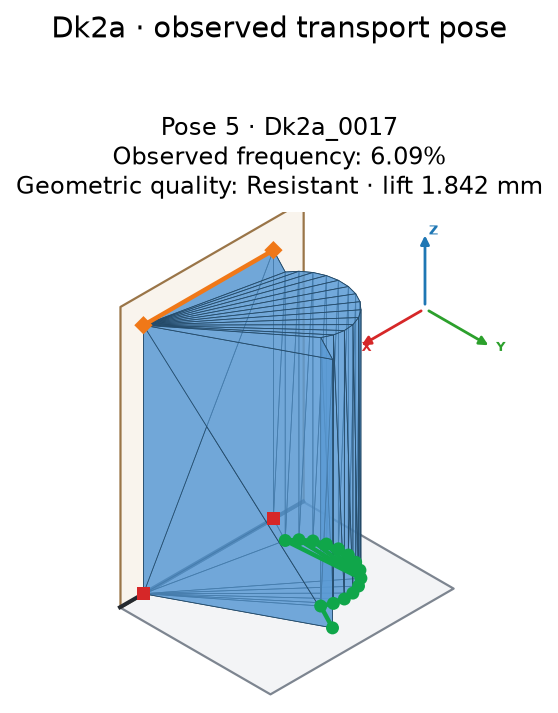 Dk2a · observed transport pose
Pose 5 · Dk2a_0017
Observed frequency: 6.09%
Geometric quality: Resistant · lift 1.842 mm
Z
X
Y